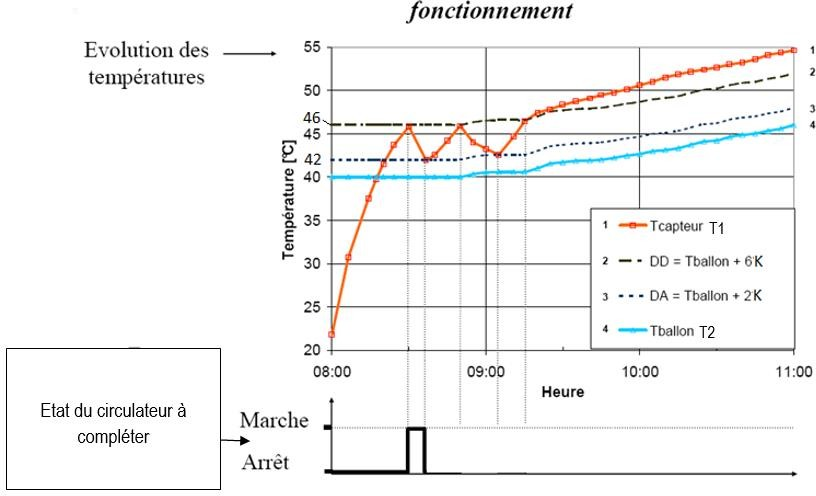 fonctionnement
Evolution des
températures
55
50
46
45
42
40
35
30
25
20
Température [°C]
08:00 09:00 10:00 11:00
Heure
1
2
3
4
1 Tcapteur T1
2 DD = Tballon + 6°K
3 DA = Tballon + 2°K
4 Tballon T2
Etat du circulateur à
compléter
Marche
Arrêt